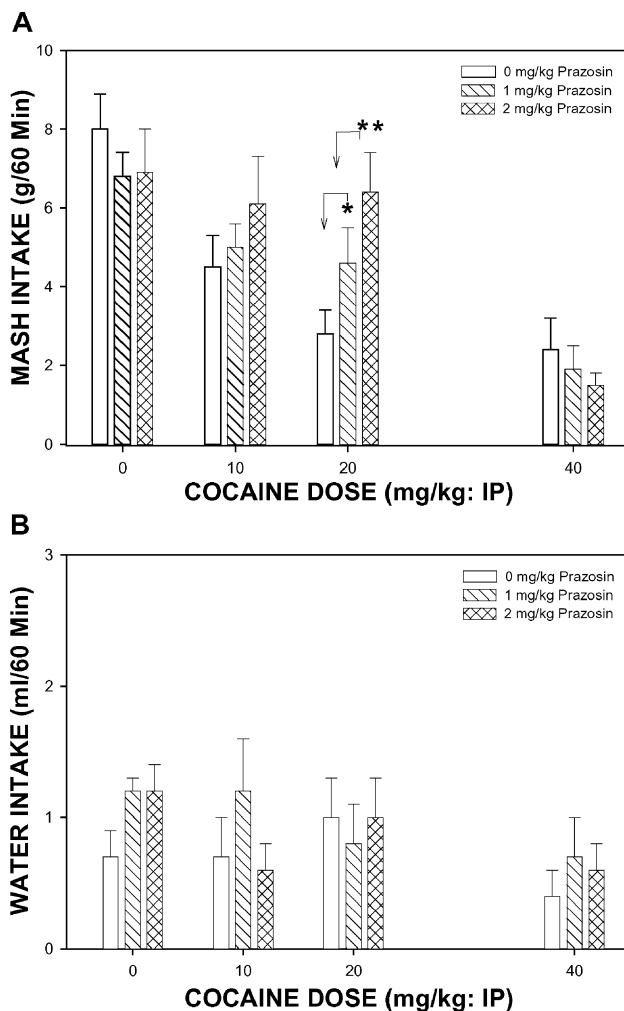 A
MASH INTAKE (g/60 Min)
10
8
6
4
2
0
0 mg/kg Prazosin
1 mg/kg Prazosin
2 mg/kg Prazosin
**
*
0 10 20 40
COCAINE DOSE (mg/kg: IP)
B
WATER INTAKE (ml/60 Min)
3
2
1
0
0 mg/kg Prazosin
1 mg/kg Prazosin
2 mg/kg Prazosin
0 10 20 40
COCAINE DOSE (mg/kg: IP)